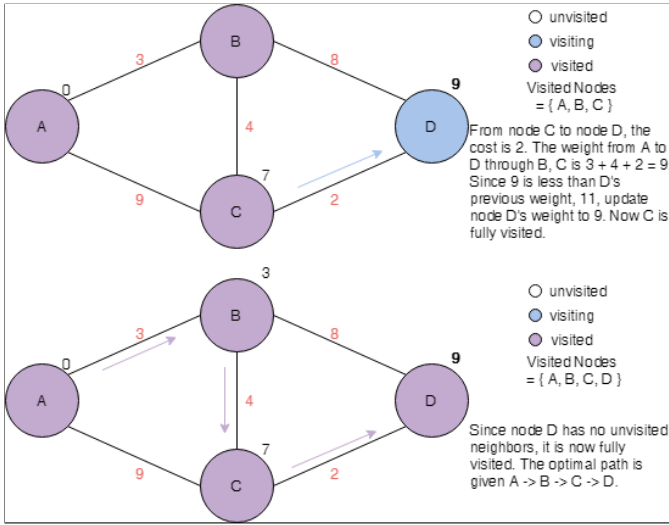 B
unvisited
visiting
visited
3
8
0
9
Visited Nodes
= { A, B, C }
A
4
D
From node C to node D, the
cost is 2. The weight from A to
D through B, C is 3 + 4 + 2 = 9
Since 9 is less than D's
previous weight, 11, update
node D's weight to 9. Now C is
fully visited.
7
9
C
2
3
B
unvisited
visiting
visited
3
8
0
9
Visited Nodes
= { A, B, C, D }
A
4
D
Since node D has no unvisited
neighbors, it is now fully
visited. The optimal path is
given A -> B -> C -> D.
7
9
C
2